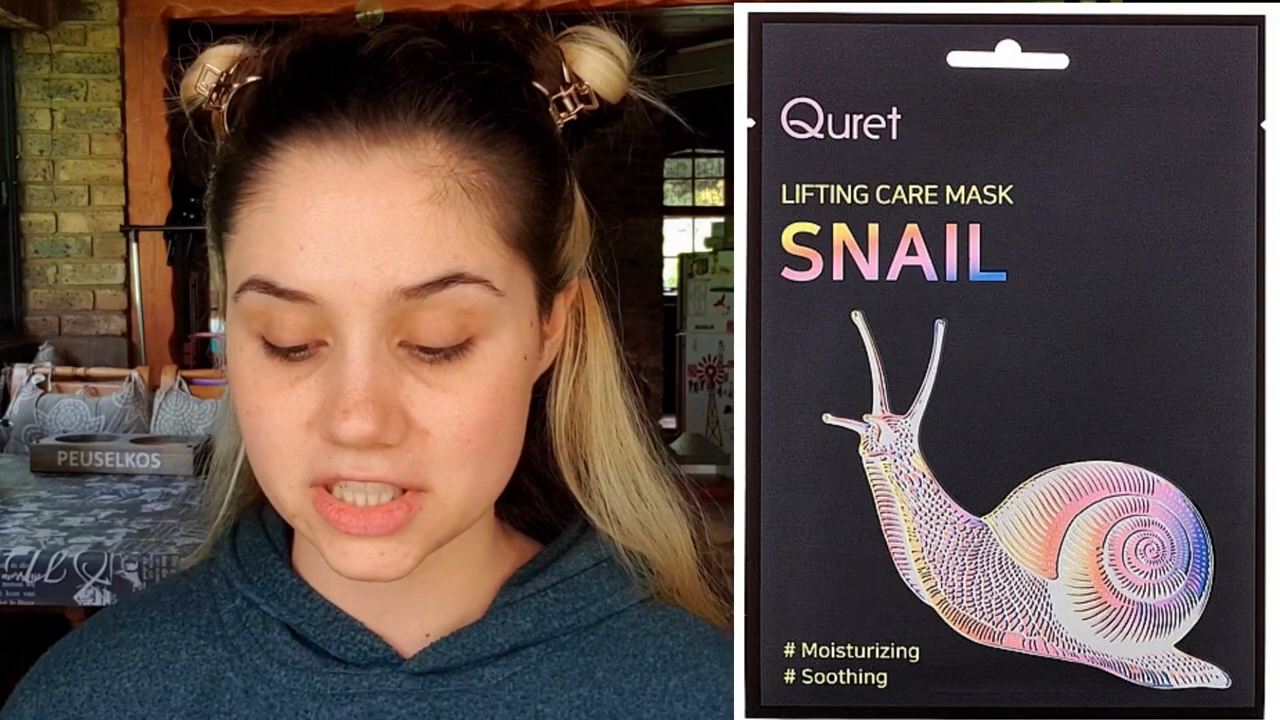 PEUSELKOS
Quret
LIFTING CARE MASK
SNAIL
# Moisturizing
# Soothing